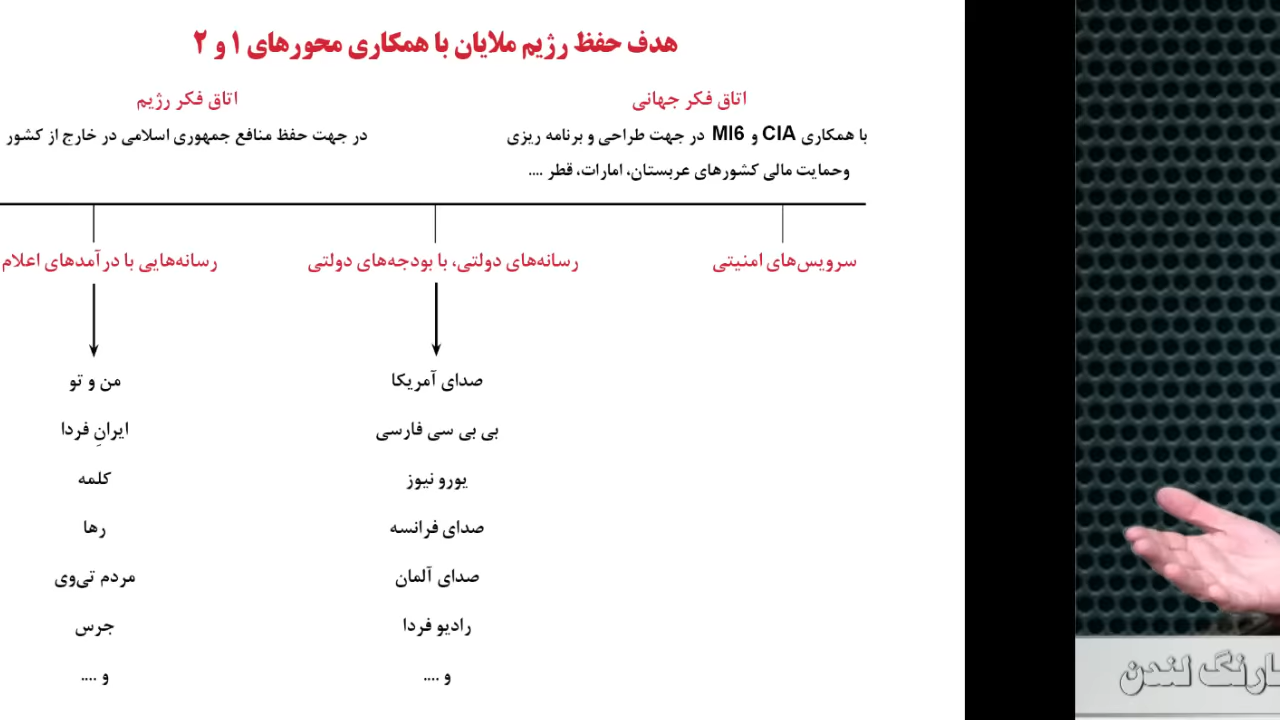 هدف حفظ رژیم ملایان با همکاری محورهای ۱ و ۲
اتاق فکر جهانی
با همکاری CIA و MI6 در جهت طراحی و برنامه ریزی
وحمایت مالی کشورهای عربستان، امارات، قطر ....
اتاق فکر رژیم
در جهت حفظ منافع جمهوری اسلامی در خارج از کشور
سرویس‌های امنیتی
رسانه‌های دولتی، با بودجه‌های دولتی
صدای آمریکا
بی بی سی فارسی
یورو نیوز
صدای فرانسه
صدای آلمان
رادیو فردا
و ....
رسانه‌هایی با درآمدهای اعلام
من و تو
ایرانِ فردا
کلمه
رها
مردم تی‌وی
جرس
و ....
لندن